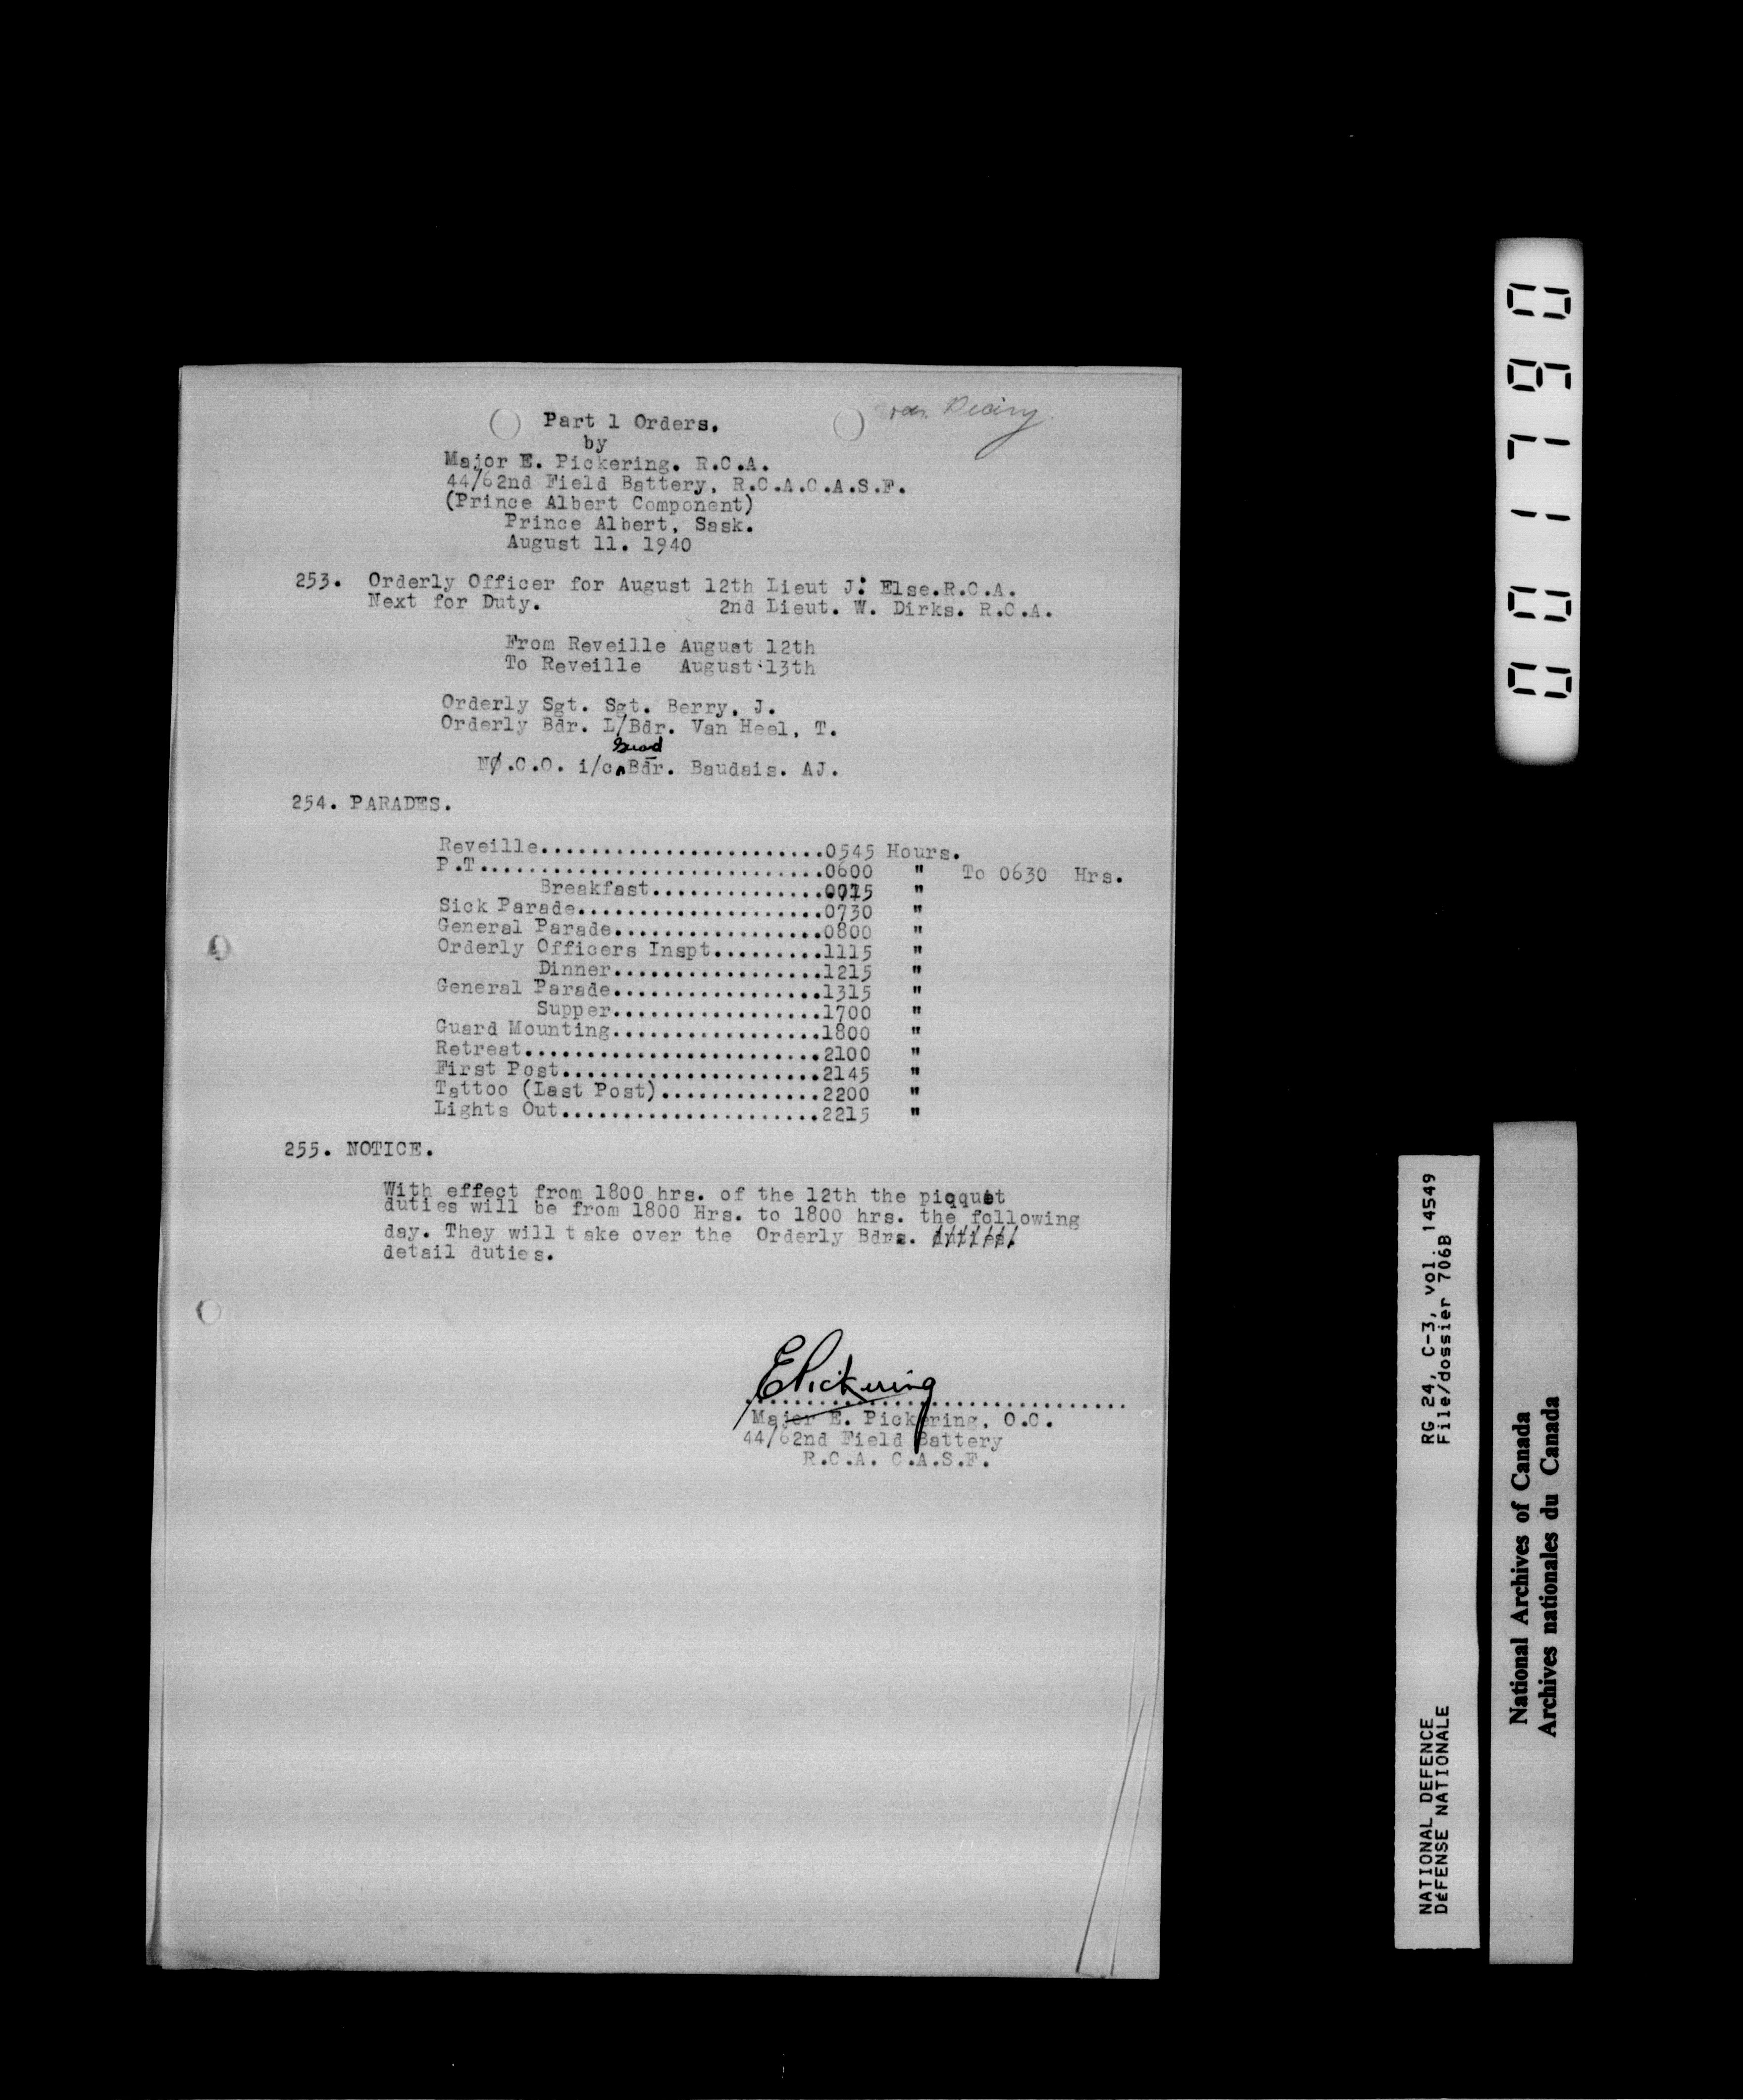 War Diary.
Part 1 Orders.
by
Major E. Pickering. R.C.A.
44/62nd Field Battery, R.C.A.C.A.S.F.
(Prince Albert Component)
Prince Albert, Sask.
August 11. 1940
253. Orderly Officer for August 12th Lieut J. Else.R.C.A.
Next for Duty. 2nd Lieut. W. Dirks. R.C.A.
From Reveille August 12th
To Reveille August 13th
Orderly Sgt. Sgt. Berry, J.
Orderly Bdr. L/Bdr. Van Heel, T.
Guard
N.C.O. i/c Bdr. Baudais. AJ.
254. PARADES.
Reveille.......................0545 Hours.
P.T............................0600 " To 0630 Hrs.
Breakfast..............0715 "
Sick Parade....................0730 "
General Parade.................0800 "
Orderly Officers Inspt.........1115 "
Dinner.................1215 "
General Parade.................1315 "
Supper.................1700 "
Guard Mounting.................1800 "
Retreat........................2100 "
First Post.....................2145 "
Tattoo (Last Post).............2200 "
Lights Out.....................2215 "
255. NOTICE.
With effect from 1800 hrs. of the 12th the picquet
duties will be from 1800 Hrs. to 1800 hrs. the following
day. They will t ake over the Orderly Bdrs. duties/
detail duties.
EPickering
Major E. Pickering, O.C.
44/62nd Field Battery
R.C.A. C.A.S.F.
0071790
RG 24, C-3, vol. 14549
File/dossier 706B
NATIONAL DEFENCE
DéFENSE NATIONALE
National Archives of Canada
Archives nationales du Canada